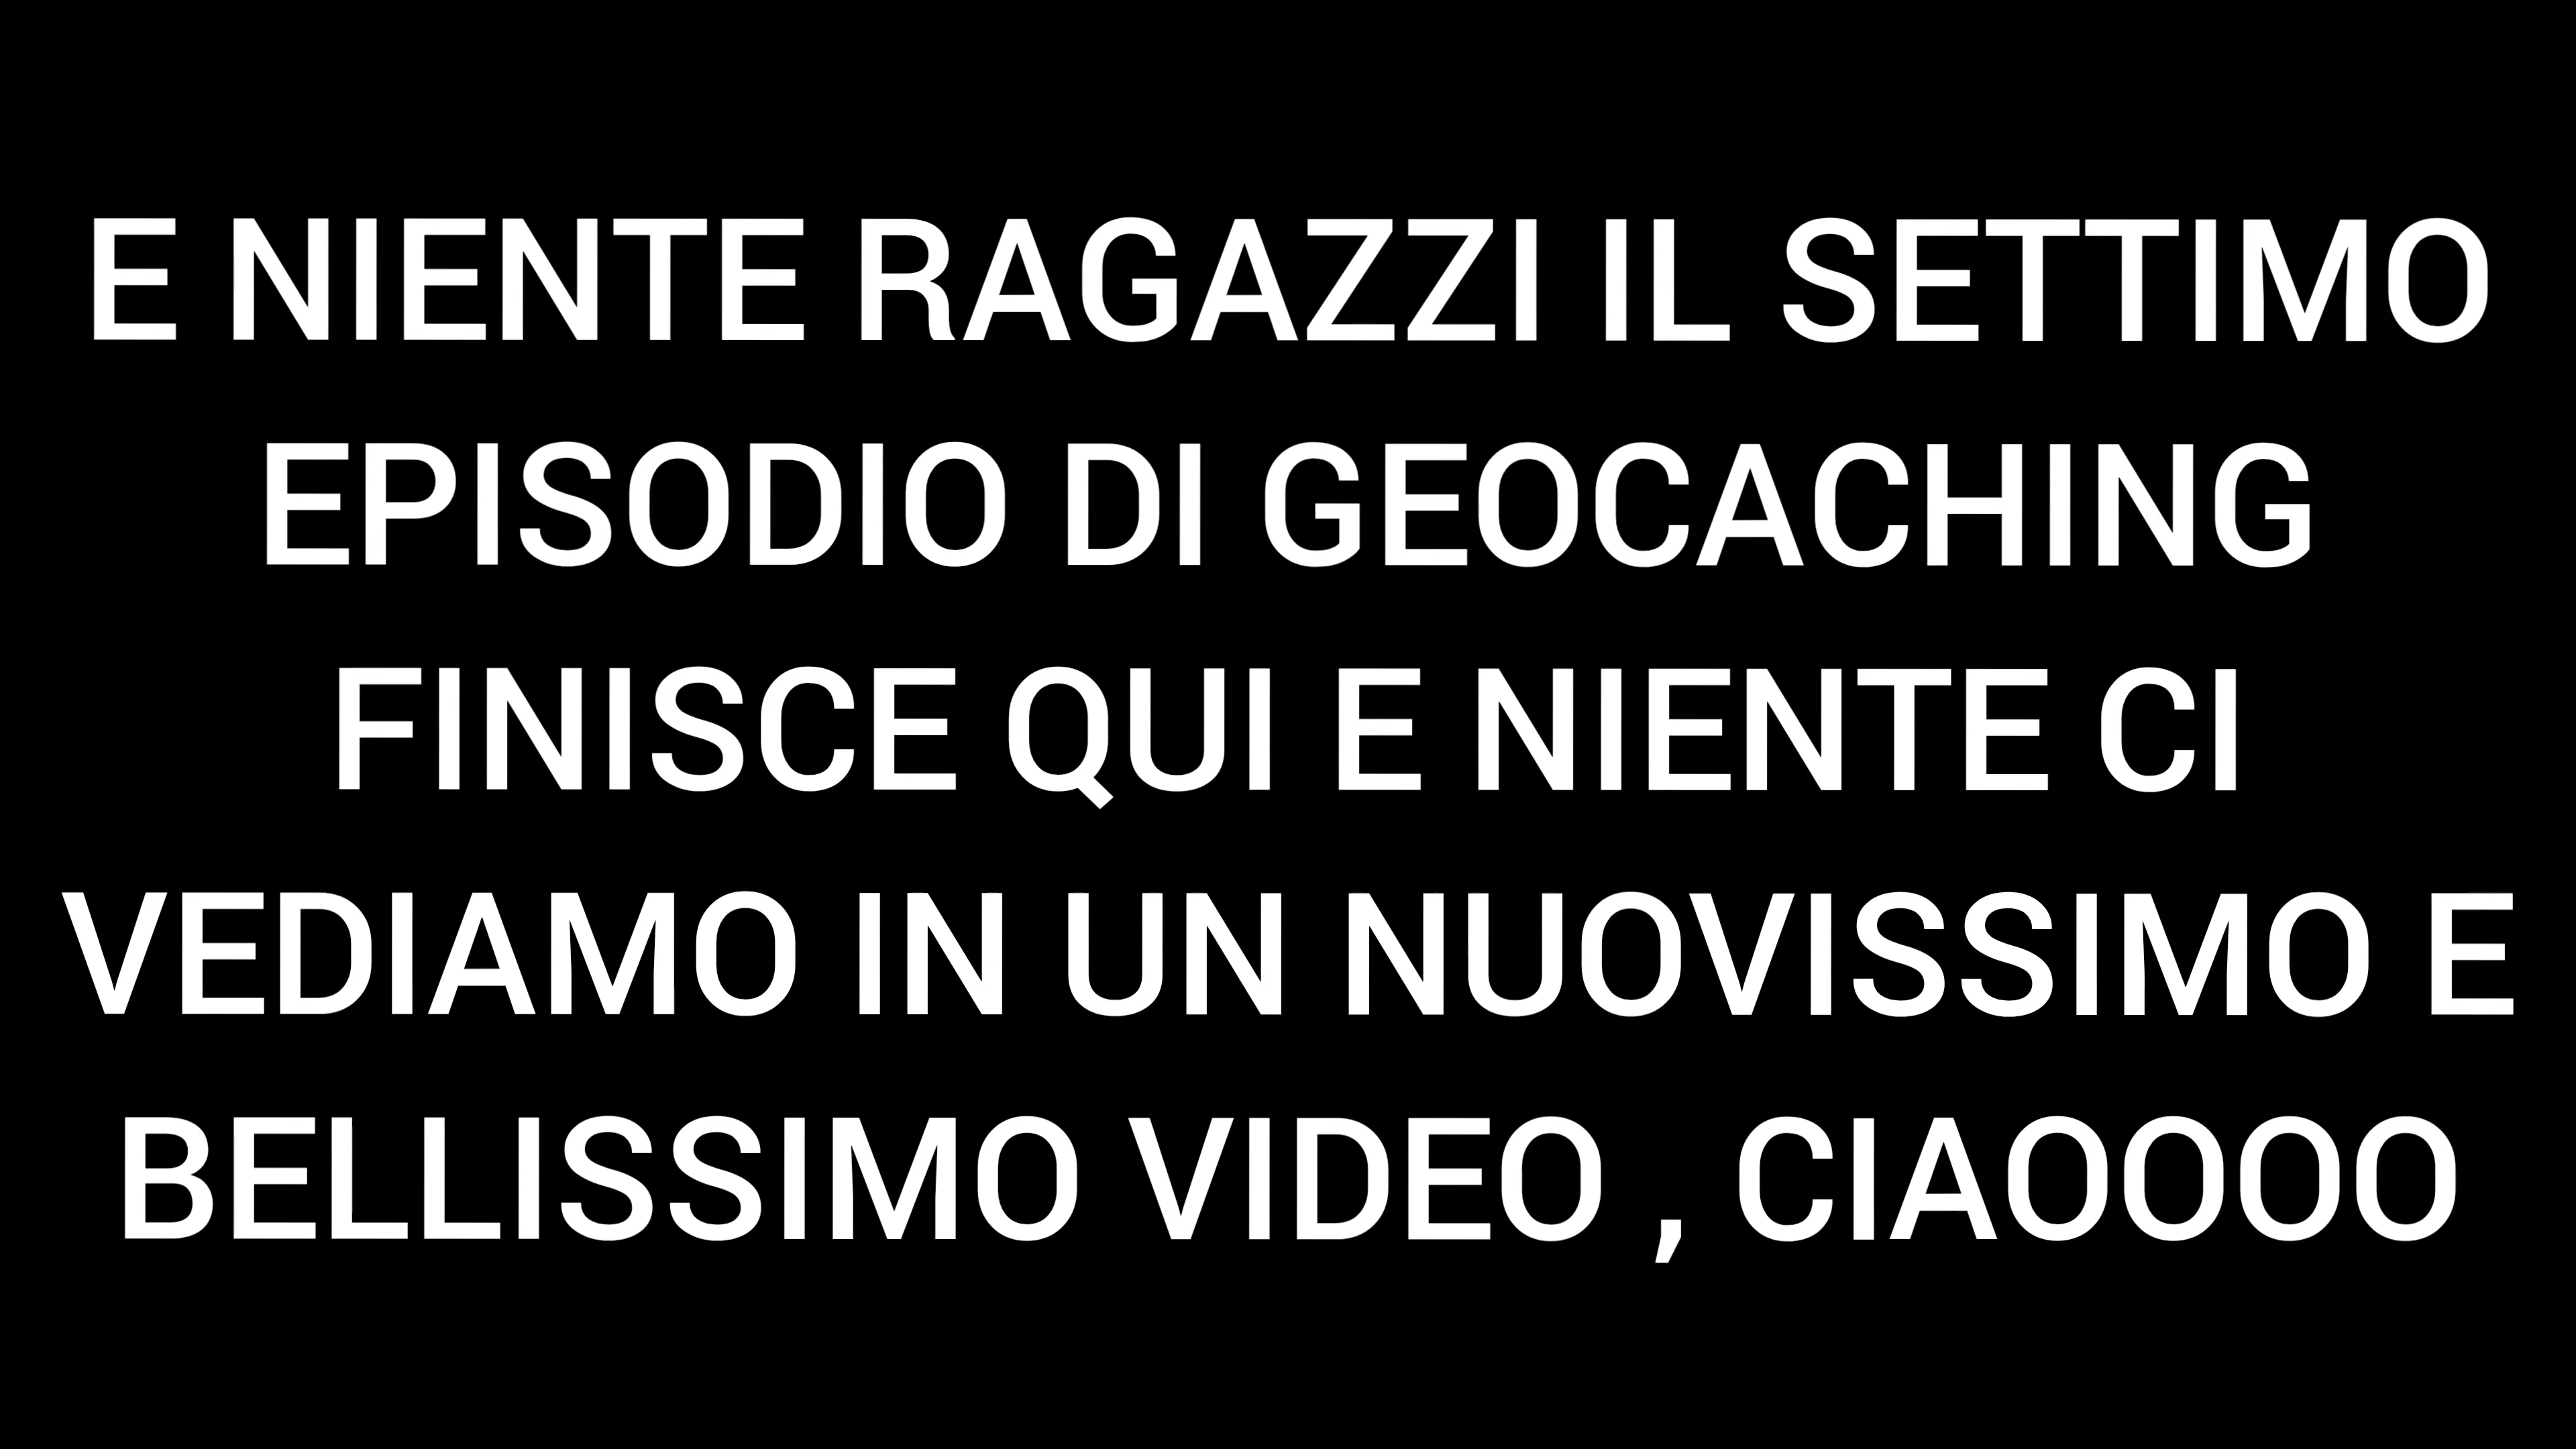 E NIENTE RAGAZZI IL SETTIMO
EPISODIO DI GEOCACHING
FINISCE QUI E NIENTE CI
VEDIAMO IN UN NUOVISSIMO E
BELLISSIMO VIDEO , CIAOOOO